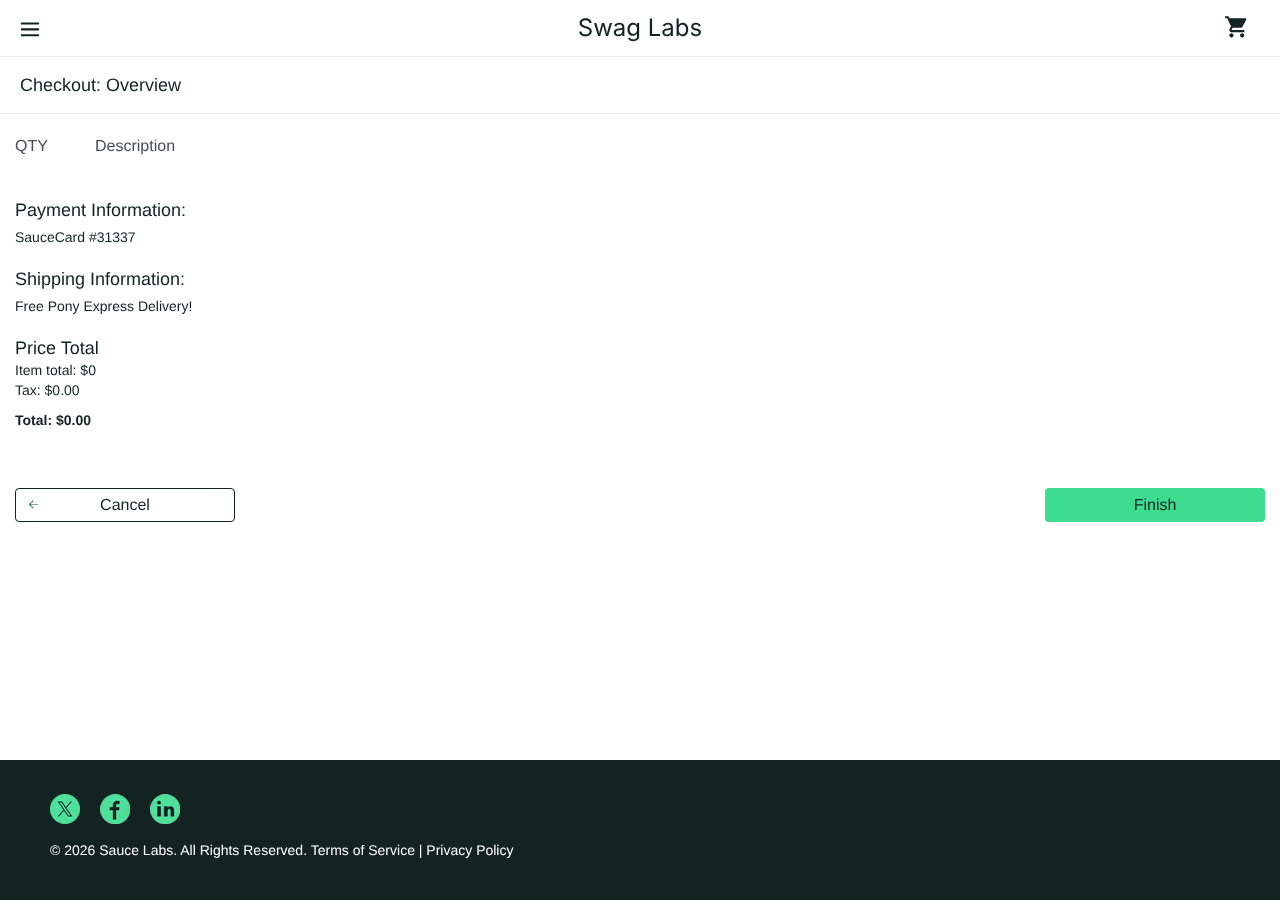 Swag Labs
Checkout: Overview
QTY Description
Payment Information:
SauceCard #31337
Shipping Information:
Free Pony Express Delivery!
Price Total
Item total: $0
Tax: $0.00
Total: $0.00
Cancel Finish
© 2026 Sauce Labs. All Rights Reserved. Terms of Service | Privacy Policy